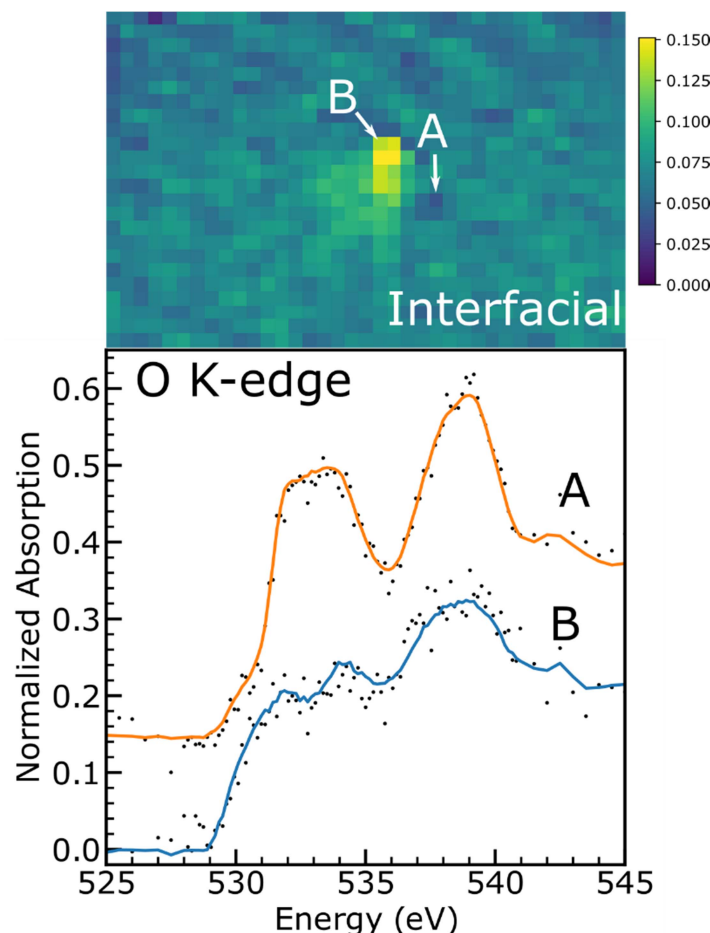 B
A
Interfacial
0.150
0.125
0.100
0.075
0.050
0.025
0.000
O K-edge
A
B
Normalized Absorption
0.6
0.5
0.4
0.3
0.2
0.1
0.0
525 530 535 540 545
Energy (eV)